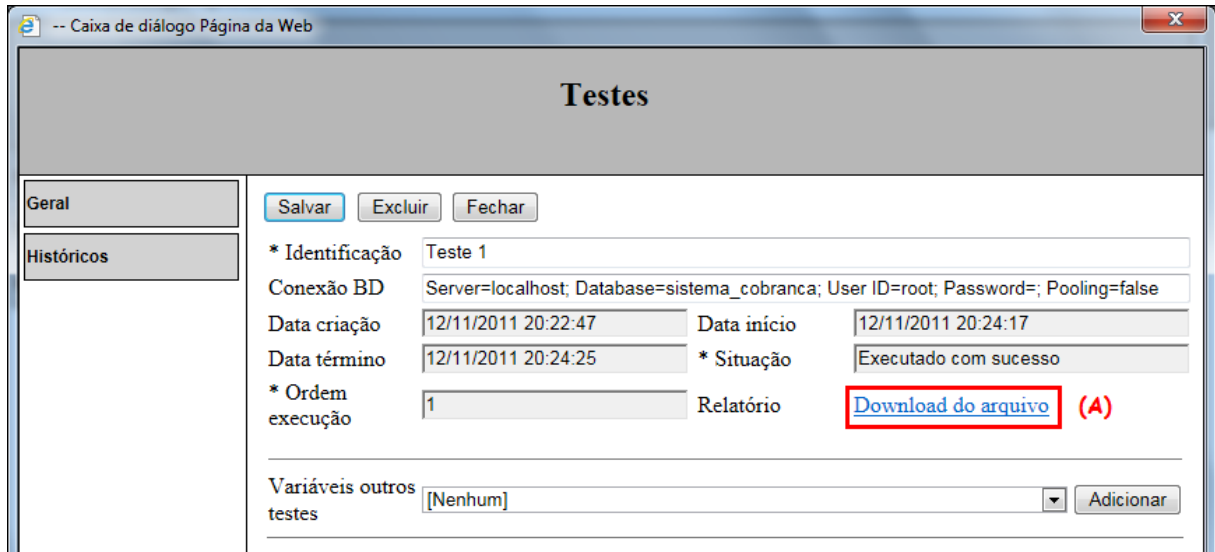 -- Caixa de diálogo Página da Web
Testes
Geral
Históricos
Salvar Excluir Fechar
* Identificação Teste 1
Conexão BD Server=localhost; Database=sistema_cobranca; User ID=root; Password=; Pooling=false
Data criação 12/11/2011 20:22:47 Data início 12/11/2011 20:24:17
Data término 12/11/2011 20:24:25 * Situação Executado com sucesso
* Ordem
execução 1 Relatório Download do arquivo (A)
Variáveis outros
testes [Nenhum] Adicionar